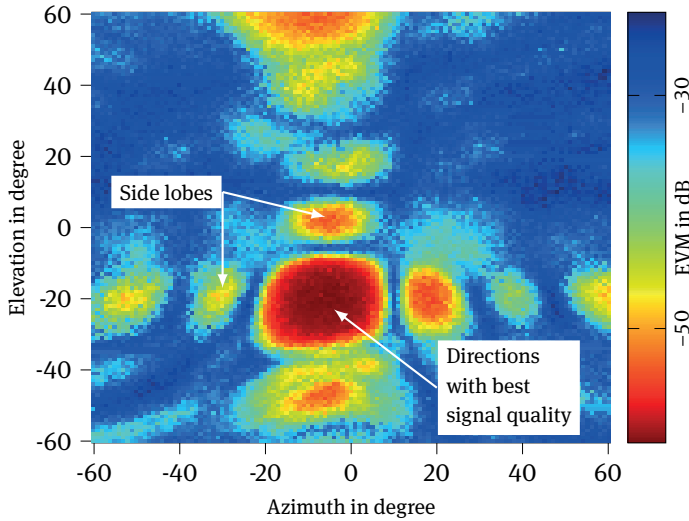 60
40
20
0
-20
-40
-60
-60
-40
-20
0
20
40
60
Elevation in degree
Azimuth in degree
Side lobes
Directions
with best
signal quality
−30
−50
EVM in dB